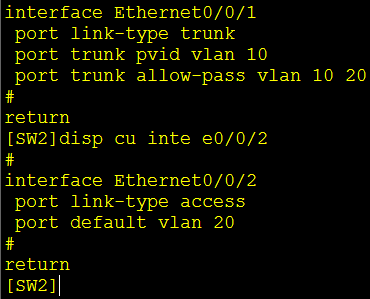 interface Ethernet0/0/1
port link-type trunk
port trunk pvid vlan 10
port trunk allow-pass vlan 10 20
#
return
[SW2]disp cu inte e0/0/2
#
interface Ethernet0/0/2
port link-type access
port default vlan 20
#
return
[SW2]